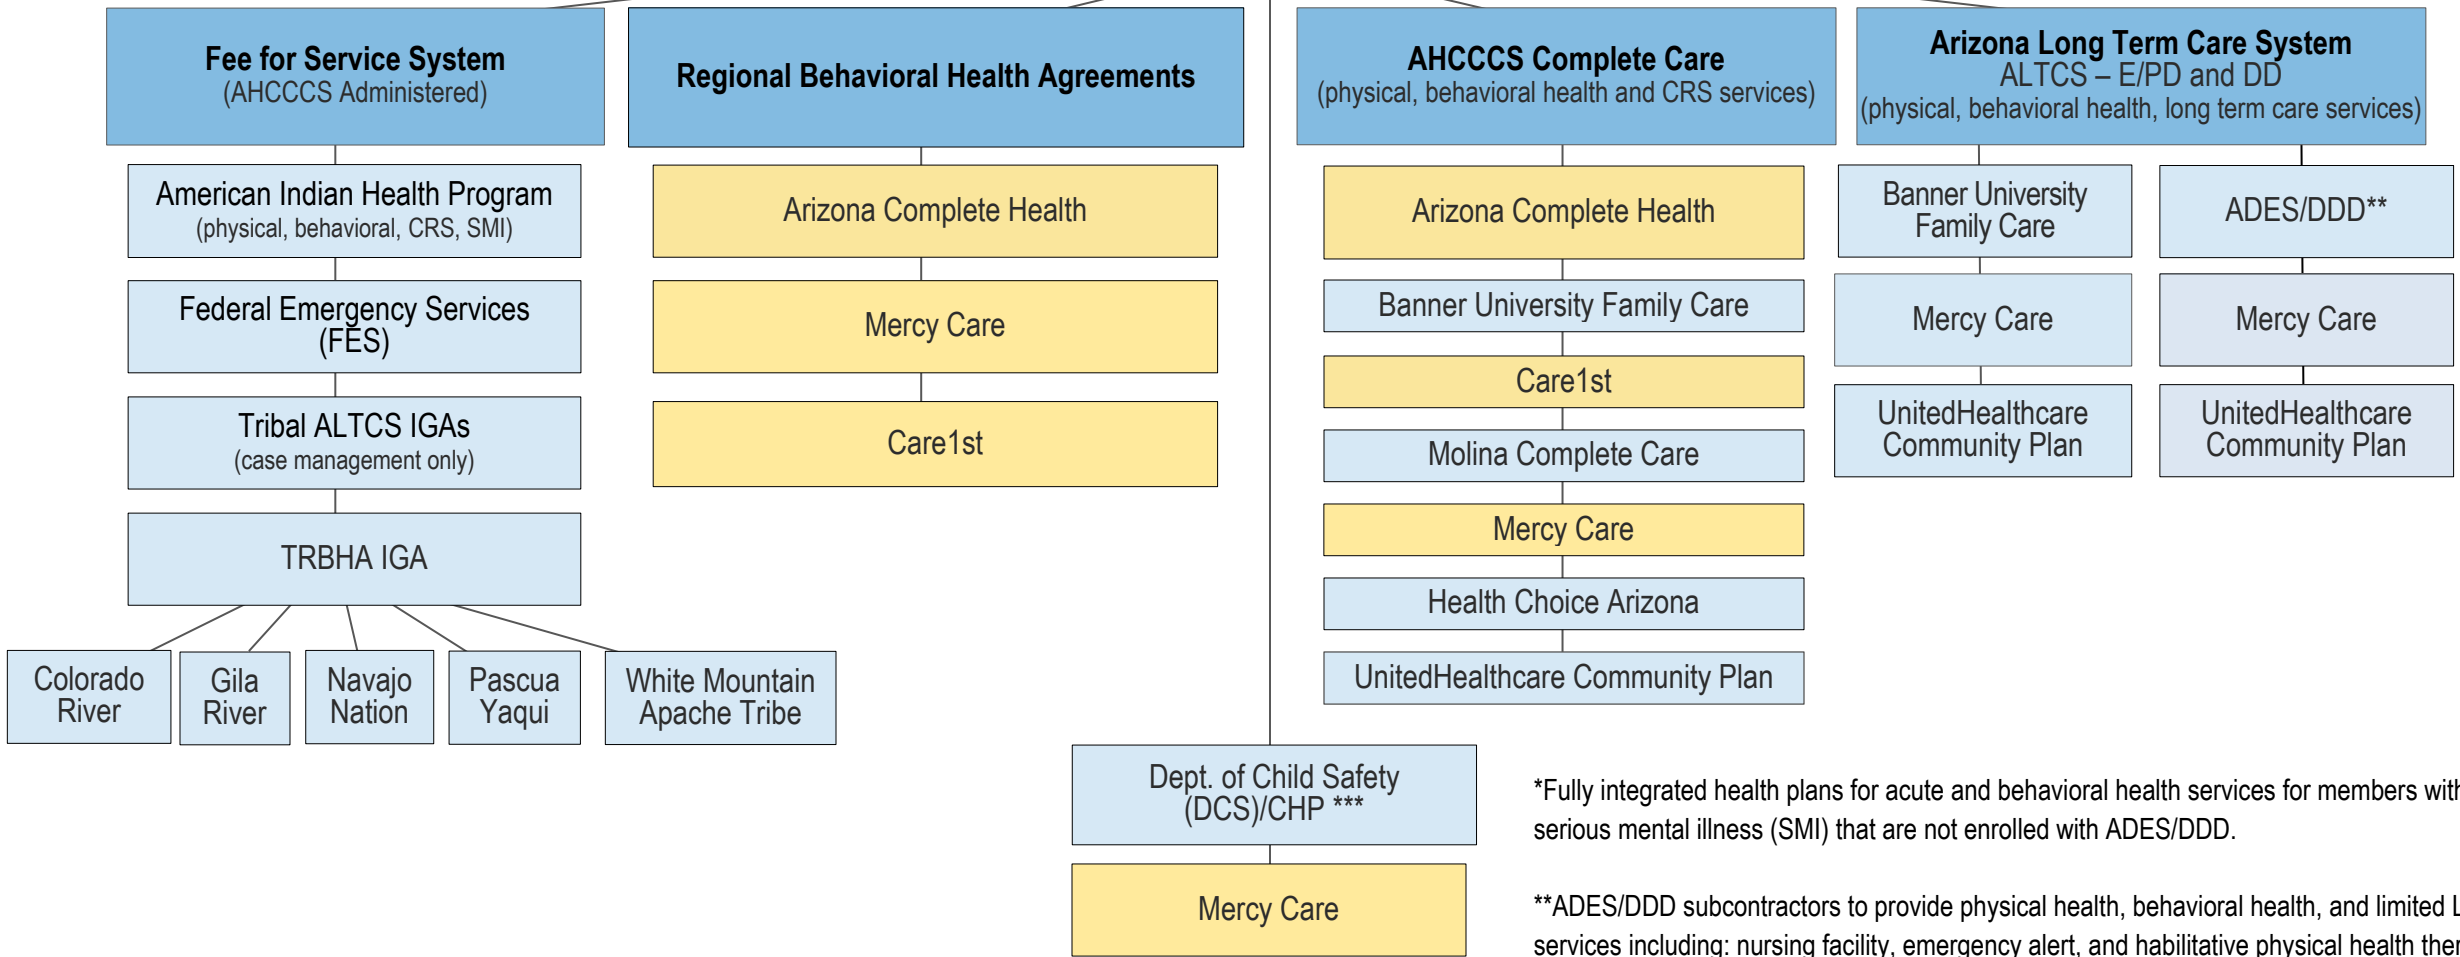 Fee for Service System
(AHCCCS Administered)
American Indian Health Program
(physical, behavioral, CRS, SMI)
Federal Emergency Services
(FES)
Tribal ALTCS IGAs
(case management only)
TRBHA IGA
Colorado
River
Gila
River
Navajo
Nation
Pascua
Yaqui
White Mountain
Apache Tribe
Regional Behavioral Health Agreements
Arizona Complete Health
Mercy Care
Care1st
Dept. of Child Safety
(DCS)/CHP ***
Mercy Care
AHCCCS Complete Care
(physical, behavioral health and CRS services)
Arizona Complete Health
Banner University Family Care
Care1st
Molina Complete Care
Mercy Care
Health Choice Arizona
UnitedHealthcare Community Plan
Arizona Long Term Care System
ALTCS – E/PD and DD
(physical, behavioral health, long term care services)
Banner University
Family Care
Mercy Care
UnitedHealthcare
Community Plan
ADES/DDD**
Mercy Care
UnitedHealthcare
Community Plan
*Fully integrated health plans for acute and behavioral health services for members with
serious mental illness (SMI) that are not enrolled with ADES/DDD.
**ADES/DDD subcontractors to provide physical health, behavioral health, and limited
services including: nursing facility, emergency alert, and habilitative physical health